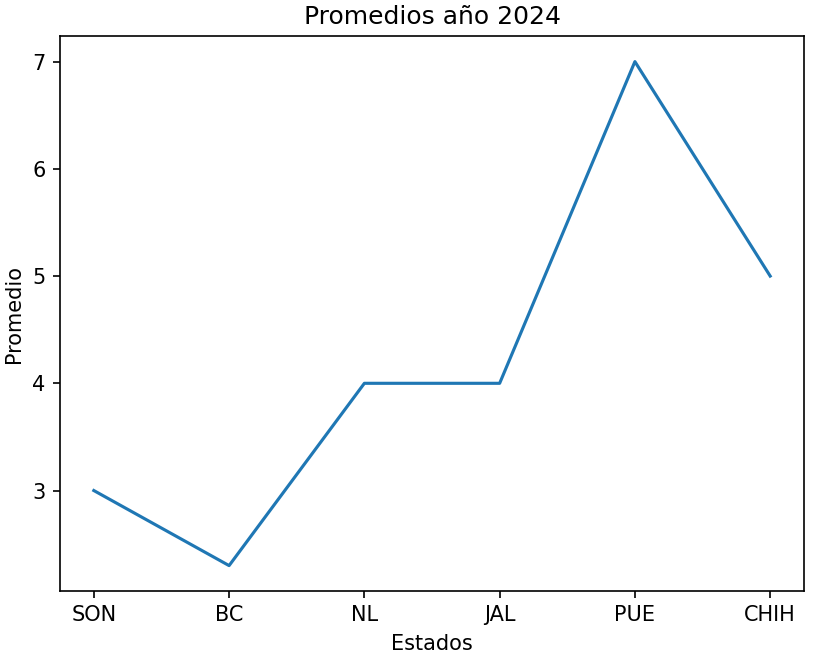 Promedios año 2024
Promedio
7
6
5
4
3
SON BC NL JAL PUE CHIH
Estados